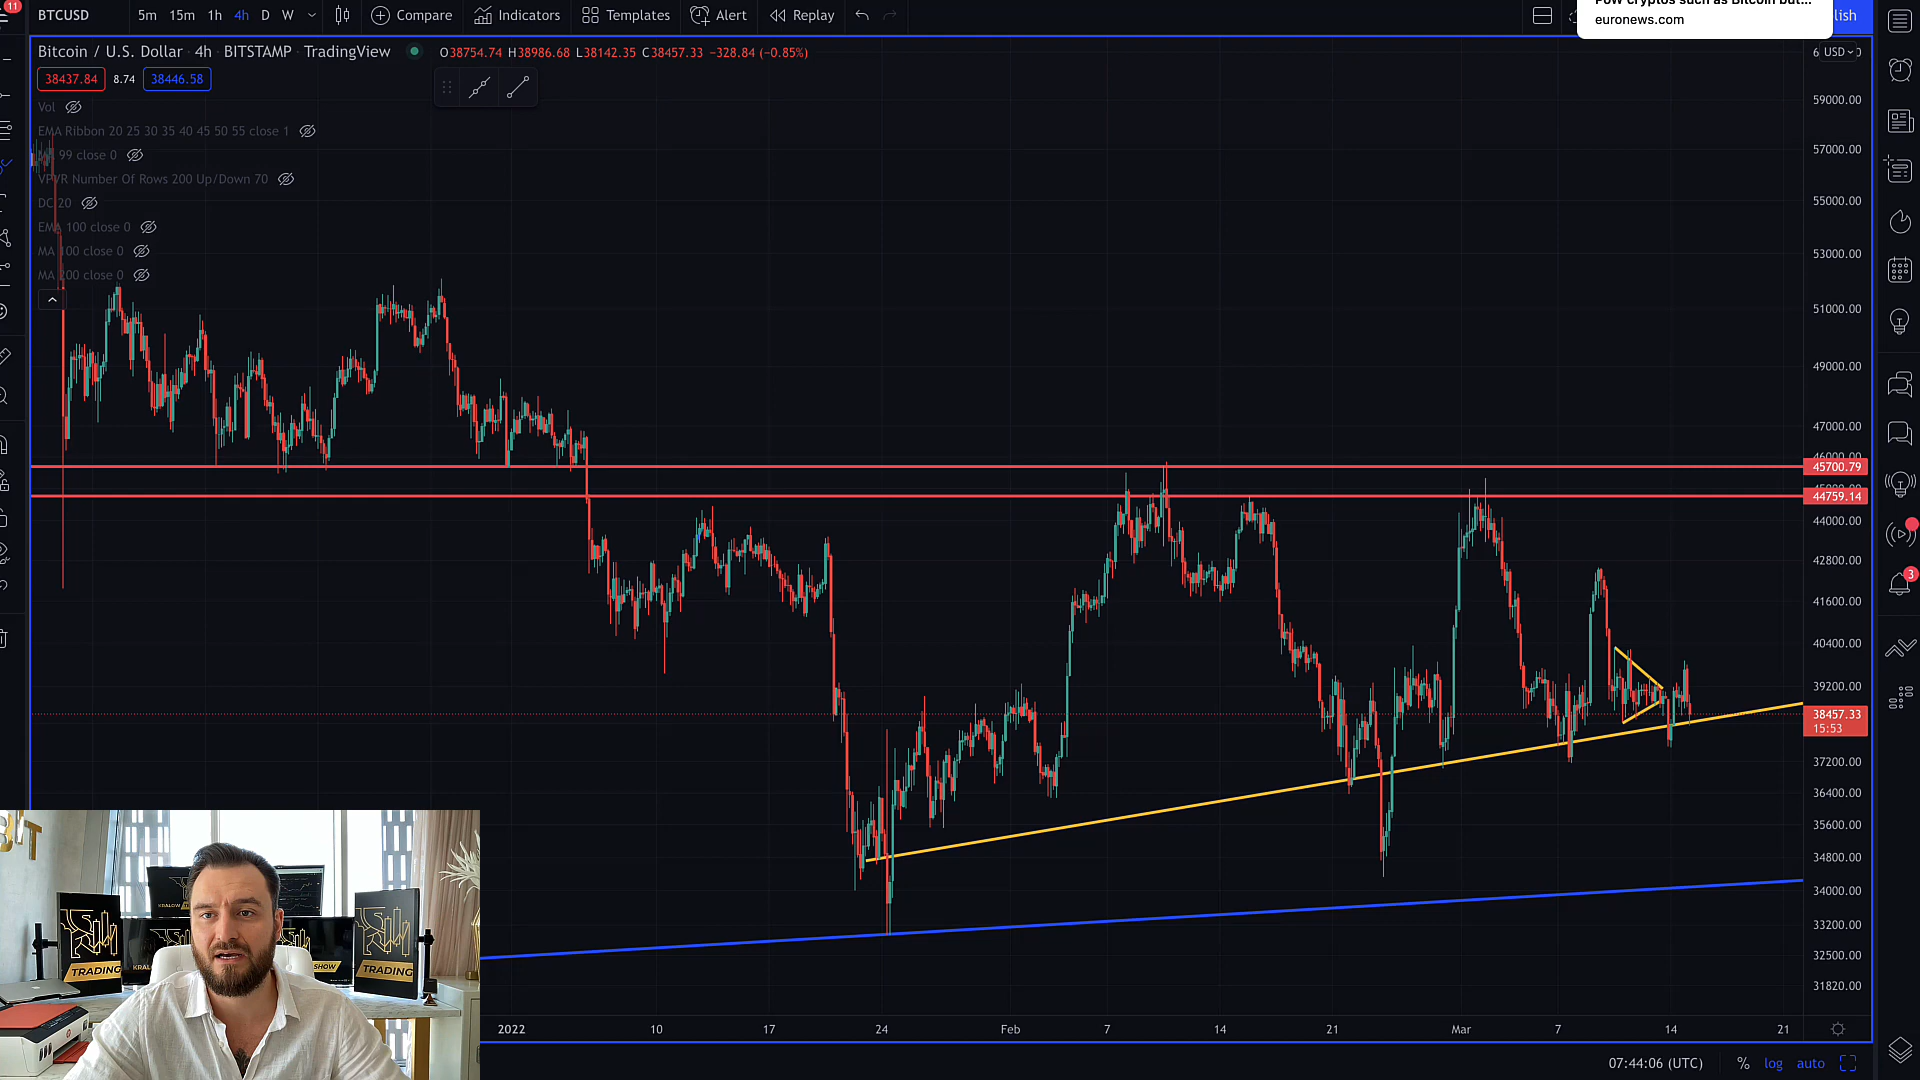 11
BTCUSD
5m 15m 1h 4h D W
Compare
Indicators
Templates
Alert
Replay
euronews.com
lish
Bitcoin / U.S. Dollar · 4h · BITSTAMP · TradingView
O38754.74 H38986.68 L38142.35 C38457.33 −328.84 (−0.85%)
38437.84 8.74 38446.58
Vol
EMA Ribbon 20 25 30 35 40 45 50 55 close 1
99 close 0
VPVR Number Of Rows 200 Up/Down 70
DC 20
EMA 100 close 0
MA 100 close 0
MA 200 close 0
USD
59000.00
57000.00
55000.00
53000.00
51000.00
49000.00
47000.00
46000.00
45700.79
44759.14
44000.00
42800.00
41600.00
40400.00
39200.00
38457.33
15:53
37200.00
36400.00
35600.00
34800.00
34000.00
33200.00
32500.00
31820.00
3
TRADING
SHOW
TRADING
2022 10 17 24 Feb 7 14 21 Mar 7 14 21
07:44:06 (UTC) % log auto